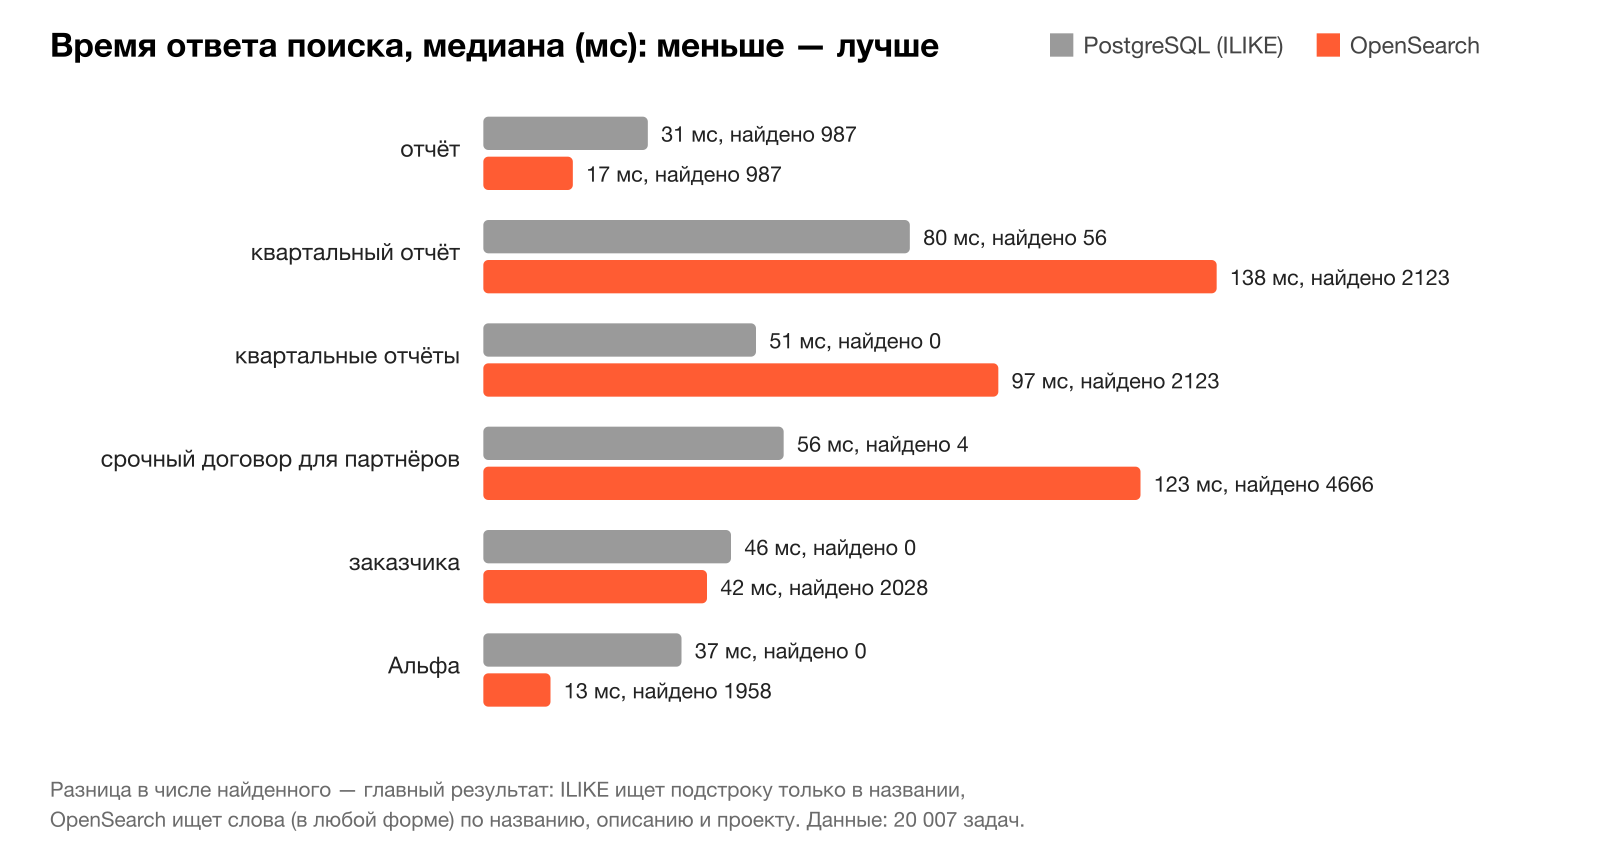 Время ответа поиска, медиана (мс): меньше — лучше
PostgreSQL (ILIKE)
OpenSearch
отчёт
31 мс, найдено 987
17 мс, найдено 987
квартальный отчёт
80 мс, найдено 56
138 мс, найдено 2123
квартальные отчёты
51 мс, найдено 0
97 мс, найдено 2123
срочный договор для партнёров
56 мс, найдено 4
123 мс, найдено 4666
заказчика
46 мс, найдено 0
42 мс, найдено 2028
Альфа
37 мс, найдено 0
13 мс, найдено 1958
Разница в числе найденного — главный результат: ILIKE ищет подстроку только в названии,
OpenSearch ищет слова (в любой форме) по названию, описанию и проекту. Данные: 20 007 задач.